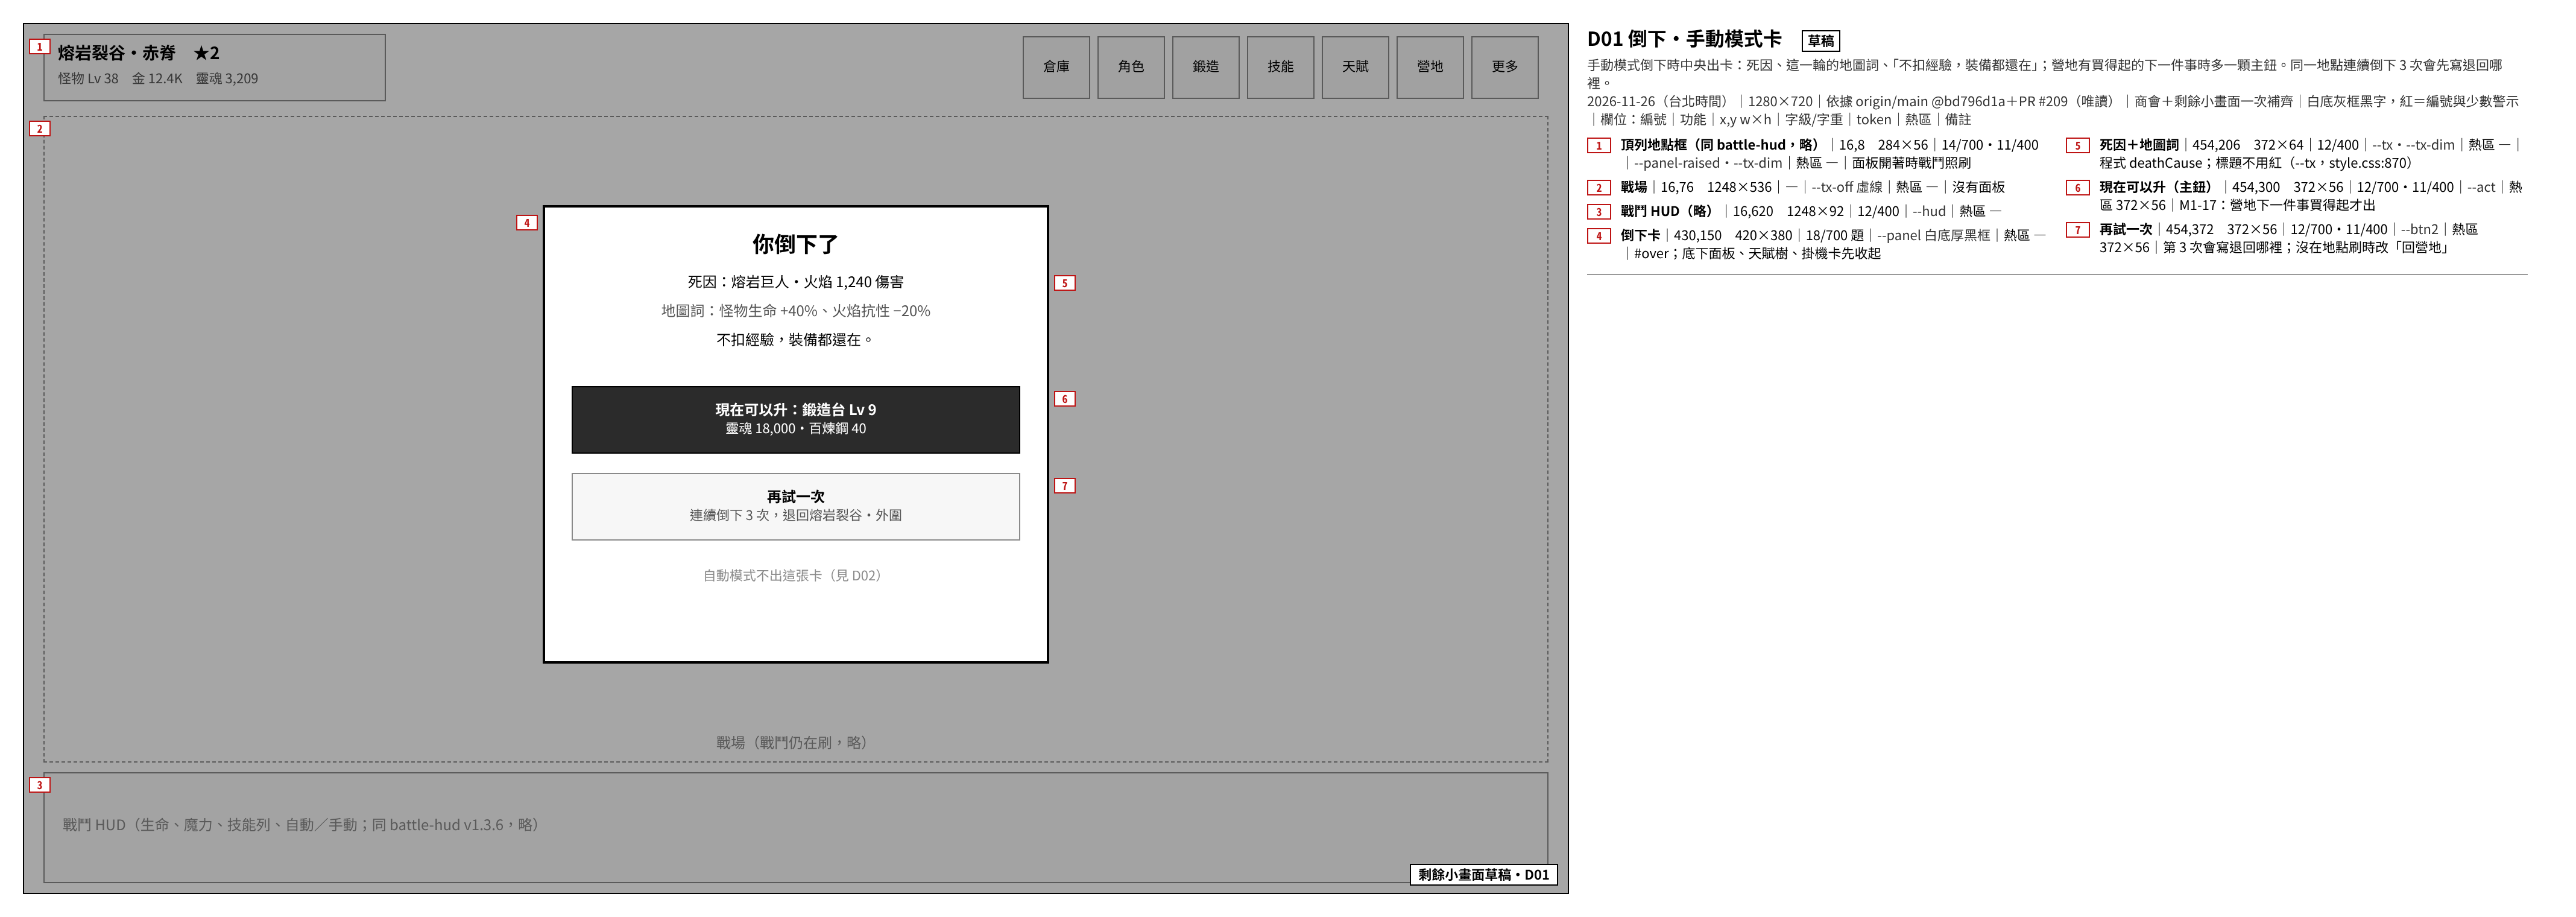 1
熔岩裂谷・赤脊 ★2
怪物 Lv 38 金 12.4K 靈魂 3,209
倉庫
角色
鍛造
技能
天賦
營地
更多
2
4
你倒下了
死因：熔岩巨人・火焰 1,240 傷害
5
地圖詞：怪物生命 +40%、火焰抗性 −20%
不扣經驗，裝備都還在。
6
現在可以升：鍛造台 Lv 9
靈魂 18,000・百煉鋼 40
7
再試一次
連續倒下 3 次，退回熔岩裂谷・外圍
自動模式不出這張卡（見 D02）
戰場（戰鬥仍在刷，略）
3
戰鬥 HUD（生命、魔力、技能列、自動／手動；同 battle-hud v1.3.6，略）
剩餘小畫面草稿・D01
D01 倒下・手動模式卡 草稿
手動模式倒下時中央出卡：死因、這一輪的地圖詞、「不扣經驗，裝備都還在」；營地有買得起的下一件事時多一顆主鈕。同一地點連續倒下 3 次會先寫退回哪
裡。
2026-11-26（台北時間）｜1280×720｜依據 origin/main @bd796d1a＋PR #209（唯讀）｜商會＋剩餘小畫面一次補齊｜白底灰框黑字，紅＝編號與少數警示
｜欄位：編號｜功能｜x,y w×h｜字級/字重｜token｜熱區｜備註
1 頂列地點框（同 battle-hud，略）｜16,8 284×56｜14/700・11/400
｜--panel-raised・--tx-dim｜熱區 —｜面板開著時戰鬥照刷
2 戰場｜16,76 1248×536｜—｜--tx-off 虛線｜熱區 —｜沒有面板
3 戰鬥 HUD（略）｜16,620 1248×92｜12/400｜--hud｜熱區 —
4 倒下卡｜430,150 420×380｜18/700 題｜--panel 白底厚黑框｜熱區 —
｜#over；底下面板、天賦樹、掛機卡先收起
5 死因＋地圖詞｜454,206 372×64｜12/400｜--tx・--tx-dim｜熱區 —｜
程式 deathCause；標題不用紅（--tx，style.css:870）
6 現在可以升（主鈕）｜454,300 372×56｜12/700・11/400｜--act｜熱
區 372×56｜M1-17：營地下一件事買得起才出
7 再試一次｜454,372 372×56｜12/700・11/400｜--btn2｜熱區
372×56｜第 3 次會寫退回哪裡；沒在地點刷時改「回營地」